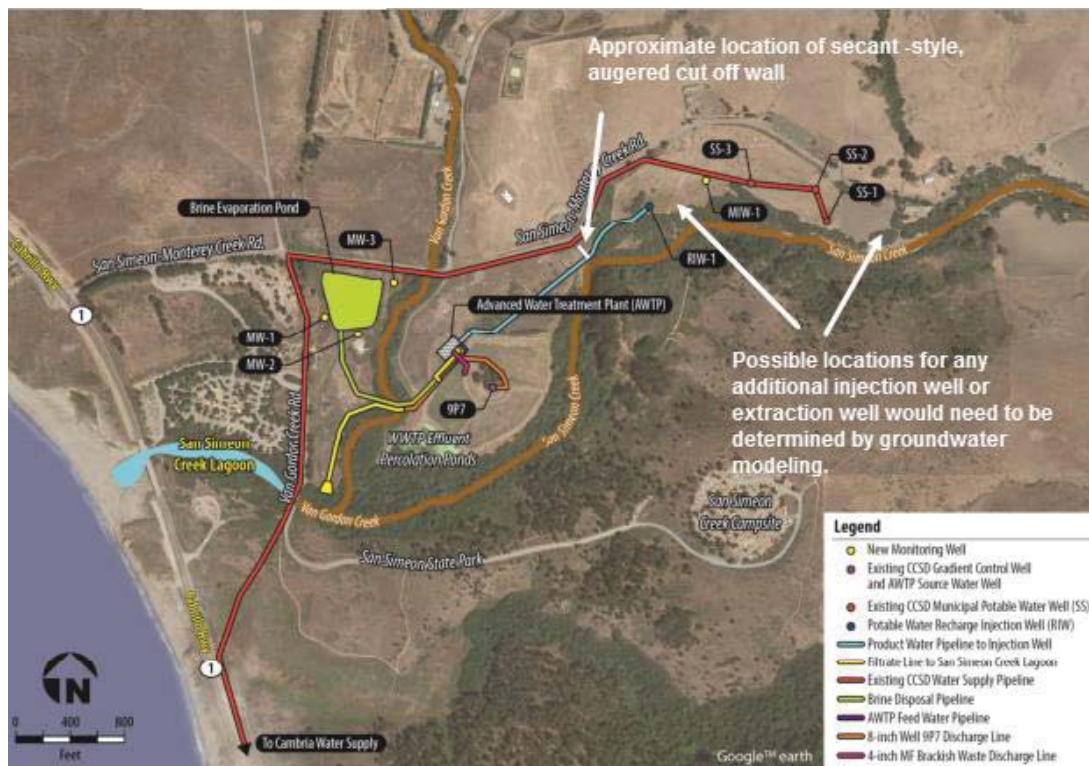 Approximate location of secant -style,
augered cut off wall
SS-3
SS-2
SS-1
MIW-1
San Simeon-Monterey Creek Rd.
Van Gordon Creek
Brine Evaporation Pond
MW-3
Cabrillo Hwy
San Simeon-Monterey Creek Rd.
RIW-1
San Simeon Creek
1
Advanced Water Treatment Plant (AWTP)
MW-1
MW-2
Possible locations for any
additional injection well or
extraction well would need to be
determined by groundwater
modeling.
9P7
San Simeon Creek
WWTP Effluent
Percolation Ponds
San Simeon
Creek Lagoon
Van Gordon Creek Rd.
Van Gordon Creek
San Simeon
Creek Campsite
San Simeon State Park
Cabrillo Hwy
1
N
0 400 800
Feet
To Cambria Water Supply
Google™ earth
Legend
New Monitoring Well
Existing CCSD Gradient Control Well
and AWTP Source Water Well
Existing CCSD Municipal Potable Water Well (SS)
Potable Water Recharge Injection Well (RIW)
Product Water Pipeline to Injection Well
Filtrate Line to San Simeon Creek Lagoon
Existing CCSD Water Supply Pipeline
Brine Disposal Pipeline
AWTP Feed Water Pipeline
8-inch Well 9P7 Discharge Line
4-inch MF Brackish Waste Discharge Line